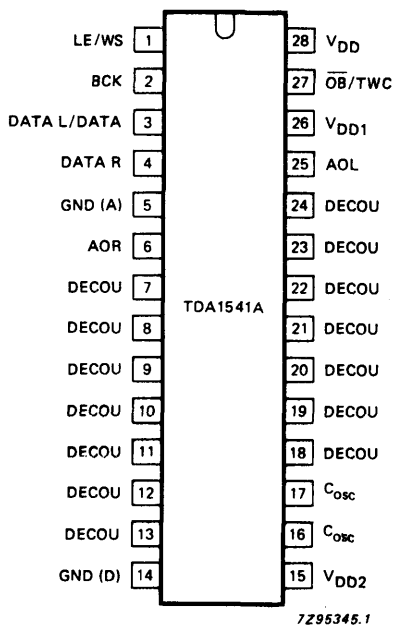 LE/WS 1 28 VDD
BCK 2 27 O̅B̅/TWC
DATA L/DATA 3 26 VDD1
DATA R 4 25 AOL
GND (A) 5 24 DECOU
AOR 6 23 DECOU
DECOU 7 22 DECOU
TDA1541A
DECOU 8 21 DECOU
DECOU 9 20 DECOU
DECOU 10 19 DECOU
DECOU 11 18 DECOU
DECOU 12 17 Cosc
DECOU 13 16 Cosc
GND (D) 14 15 VDD2
7Z95345.1